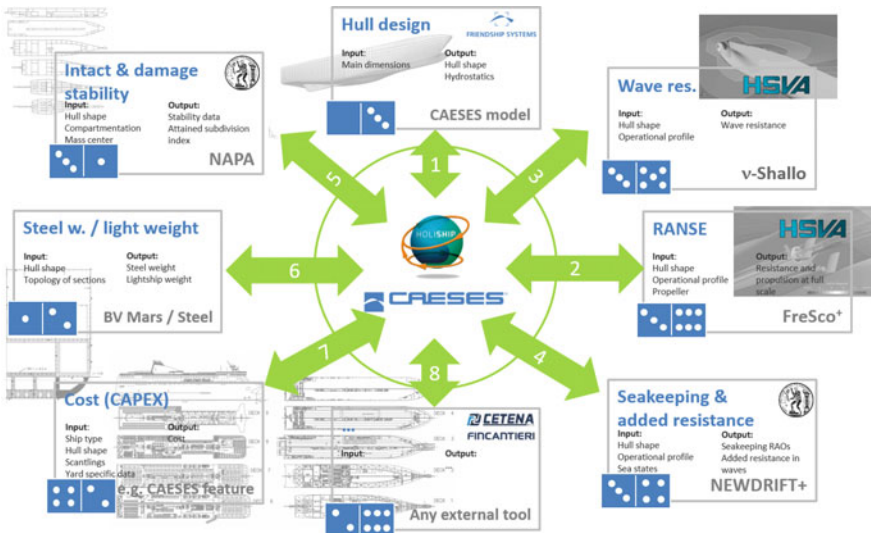 Hull design
FRIENDSHIP SYSTEMS
Input:
Main dimensions
Output:
Hull shape
Hydrostatics
CAESES model
Intact & damage
stability
Input:
Hull shape
Compartmentation
Mass center
Output:
Stability data
Attained subdivision
index
NAPA
Wave res.
HSVA
Input:
Hull shape
Operational profile
Output:
Wave resistance
ν-Shallo
1
5
3
Steel w. / light weight
Input:
Hull shape
Topology of sections
Output:
Steel weight
Lightship weight
BV Mars / Steel
6
HOLISHIP
CAESES
2
RANSE
HSVA
Input:
Hull shape
Operational profile
Propeller
Output:
Resistance and
propulsion at full
scale
FreSco+
7
8
4
Cost (CAPEX)
Input:
Ship type
Hull shape
Scantlings
Yard specific data
Output:
Cost
e.g. CAESES feature
CETENA
FINCANTIERI
...
Input:
Output:
Any external tool
Seakeeping &
added resistance
Input:
Hull shape
Operational profile
Sea states
Output:
Seakeeping RAOs
Added resistance in
waves
NEWDRIFT+